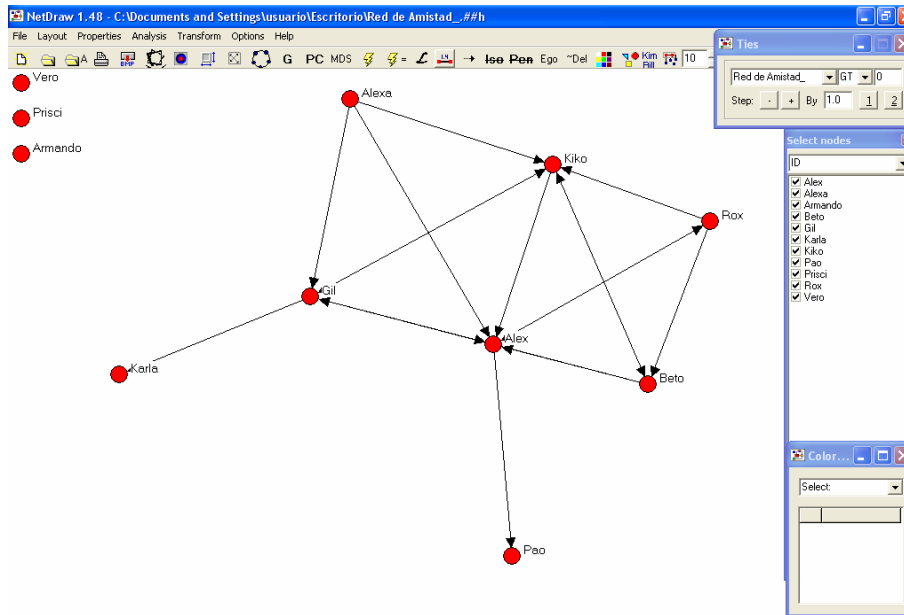 NetDraw 1.48 - C:\Documents and Settings\usuario\Escritorio\Red de Amistad_.##h
File Layout Properties Analysis Transform Options Help
A BMP G PC MDS = L LN Iso Pen Ego ~Del Kim Rill 10
Ties
Red de Amistad_ GT 0
Step: - + By 1.0 1 2
Select nodes
ID
Alex
Alexa
Armando
Beto
Gil
Karla
Kiko
Pao
Prisci
Rox
Vero
Color...
Select:
Vero
Prisci
Armando
Alexa
Kiko
Rox
Gil
Alex
Karla
Beto
Pao